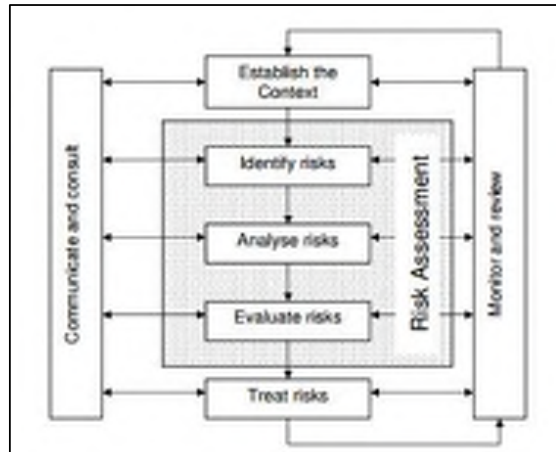 Establish the
Context
Communicate and consult
Identify risks
Analyse risks
Evaluate risks
Risk Assessment
Monitor and review
Treat risks